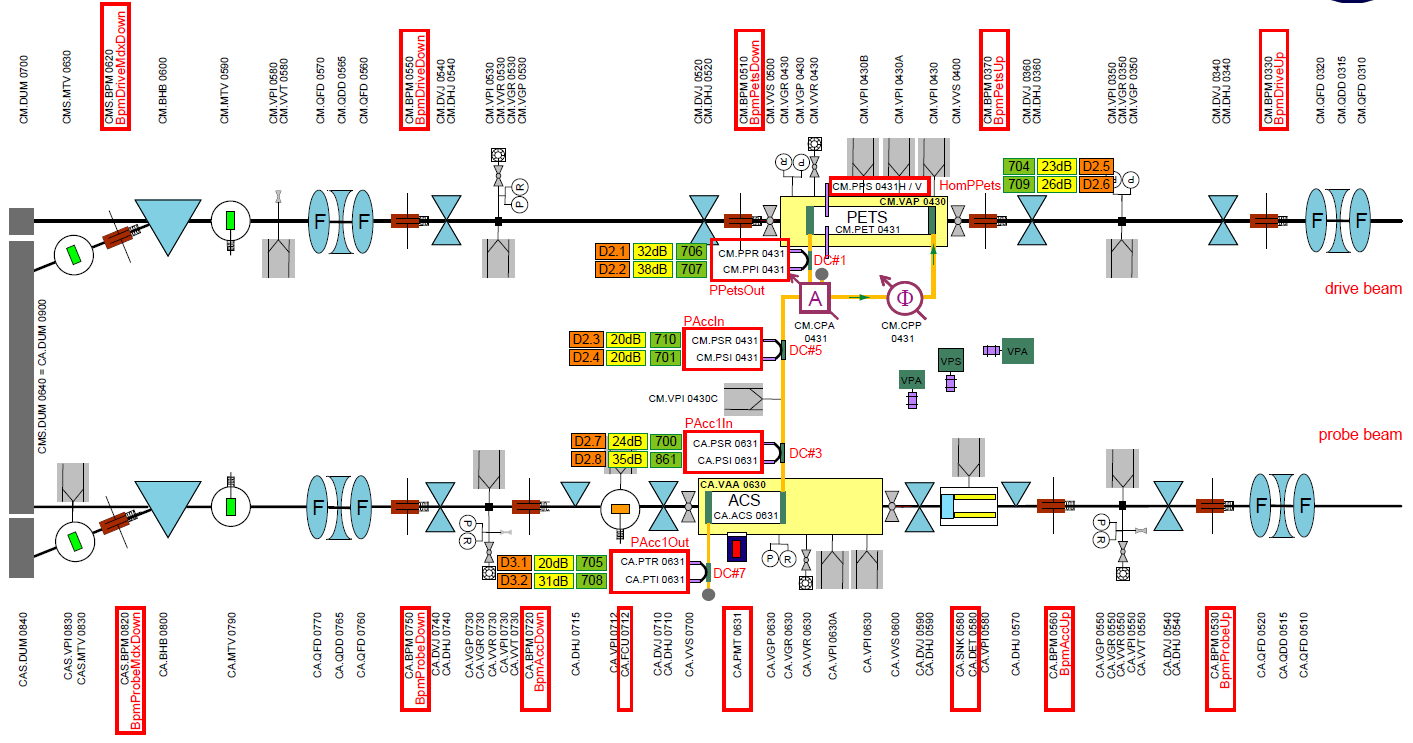 CM.DUM 0700
CMS.MTV 0630
CMS.BPM 0620
BpmDriveMdxDown
CM.BHB 0600
CM.MTV 0590
CM.VPI 0580
CM.VVT 0580
CM.QFD 0570
CM.QDD 0565
CM.QFD 0560
CM.BPM 0550
BpmDriveDown
CM.DVJ 0540
CM.DHJ 0540
CM.VPI 0530
CM.VVR 0530
CM.VGR 0530
CM.VGP 0530
CM.DVJ 0520
CM.DHJ 0520
CM.BPM 0510
BpmPetsDown
CM.VVS 0500
CM.VGR 0430
CM.VGP 0430
CM.VVR 0430
CM.VPI 0430B
CM.VPI 0430A
CM.VPI 0430
CM.VVS 0400
CM.BPM 0370
BpmPetsUp
CM.DVJ 0360
CM.DHJ 0360
CM.VPI 0350
CM.VGR 0350
CM.VGP 0350
CM.DVJ 0340
CM.DHJ 0340
CM.BPM 0330
BpmDriveUp
CM.QFD 0320
CM.QDD 0315
CM.QFD 0310
R P
R
P
704 23dB D2.5
709 26dB D2.6
P P
CM.PPS 0431H / V
HomPPets
CM.VAP 0430
F F
PETS
CM.PET 0431
F F
D2.1 32dB 706
CM.PPR 0431
D2.2 38dB 707
CM.PPI 0431
DC#1
PPetsOut
A
Φ
drive beam
CM.CPA
0431
CM.CPP
0431
PAccIn
D2.3 20dB 710
CM.PSR 0431
D2.4 20dB 701
CM.PSI 0431
DC#5
VPA
VPS
VPA
CMS.DUM 0640 = CA.DUM 0900
CM.VPI 0430C
PAcc1In
D2.7 24dB 700
CA.PSR 0631
D2.8 35dB 861
CA.PSI 0631
DC#3
probe beam
CA.VAA 0630
ACS
CA.ACS 0631
F F
F F
P
R
P R
P
R
PAcc1Out
D3.1 20dB 705
CA.PTR 0631
D3.2 31dB 708
CA.PTI 0631
DC#7
CAS.DUM 0840
CAS.VPI 0830
CAS.MTV 0830
CAS.BPM 0820
BpmProbeMdxDown
CA.BHB 0800
CA.MTV 0790
CA.QFD 0770
CA.QDD 0765
CA.QFD 0760
CA.BPM 0750
BpmProbeDown
CA.DVJ 0740
CA.DHJ 0740
CA.VGP 0730
CA.VGR 0730
CA.VVR 0730
CA.VPI 0730
CA.VVT 0730
CA.BPM 0720
BpmAccDown
CA.DHJ 0715
CA.VPI 0712
CA.FCU 0712
CA.DVJ 0710
CA.DHJ 0710
CA.VVS 0700
CA.PMT 0631
CA.VGP 0630
CA.VGR 0630
CA.VVR 0630
CA.VPI 0630A
CA.VPI 0630
CA.VVS 0600
CA.DVJ 0590
CA.DHJ 0590
CA.SNK 0580
CA.DET 0580
CA.VPI 0580
CA.DHJ 0570
CA.BPM 0560
BpmAccUp
CA.VGP 0550
CA.VGR 0550
CA.VVR 0550
CA.VPI 0550
CA.VVT 0550
CA.DVJ 0540
CA.DHJ 0540
CA.BPM 0530
BpmProbeUp
CA.QFD 0520
CA.QDD 0515
CA.QFD 0510